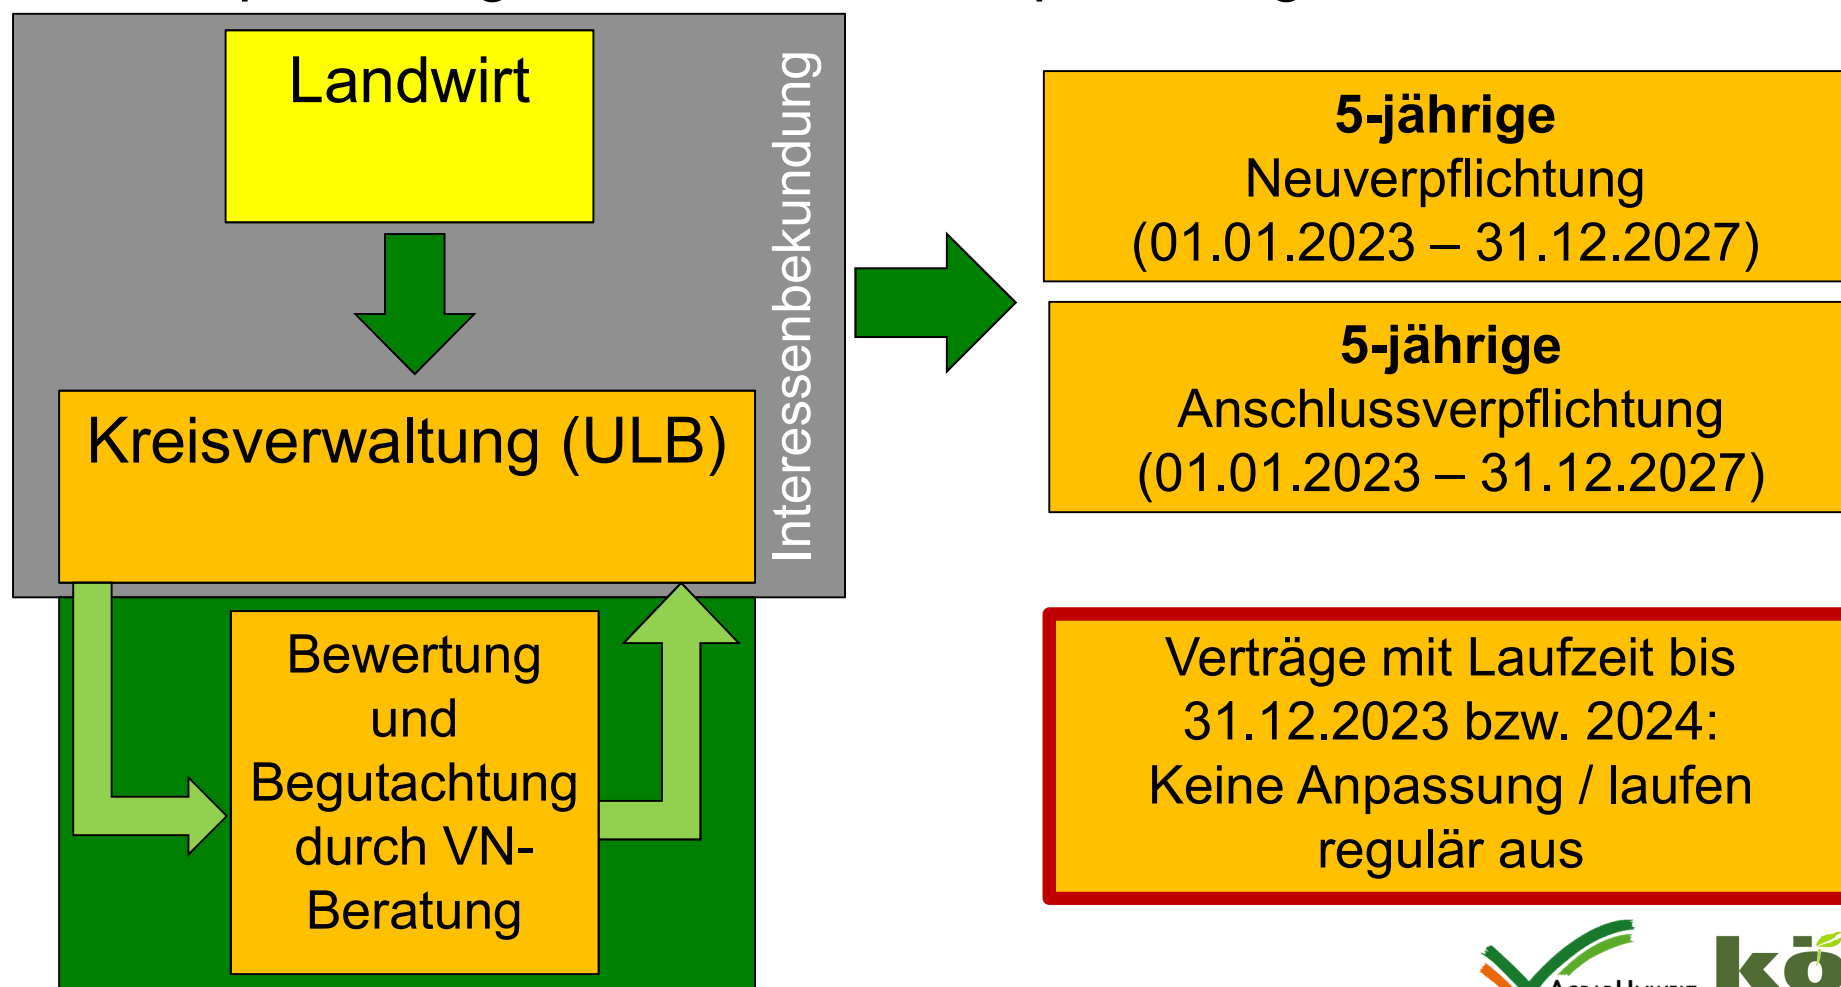 Landwirt
Interessenbekundung
Kreisverwaltung (ULB)
Bewertung
und
Begutachtung
durch VN-
Beratung
5-jährige
Neuverpflichtung
(01.01.2023 – 31.12.2027)
5-jährige
Anschlussverpflichtung
(01.01.2023 – 31.12.2027)
Verträge mit Laufzeit bis
31.12.2023 bzw. 2024:
Keine Anpassung / laufen
regulär aus
kö